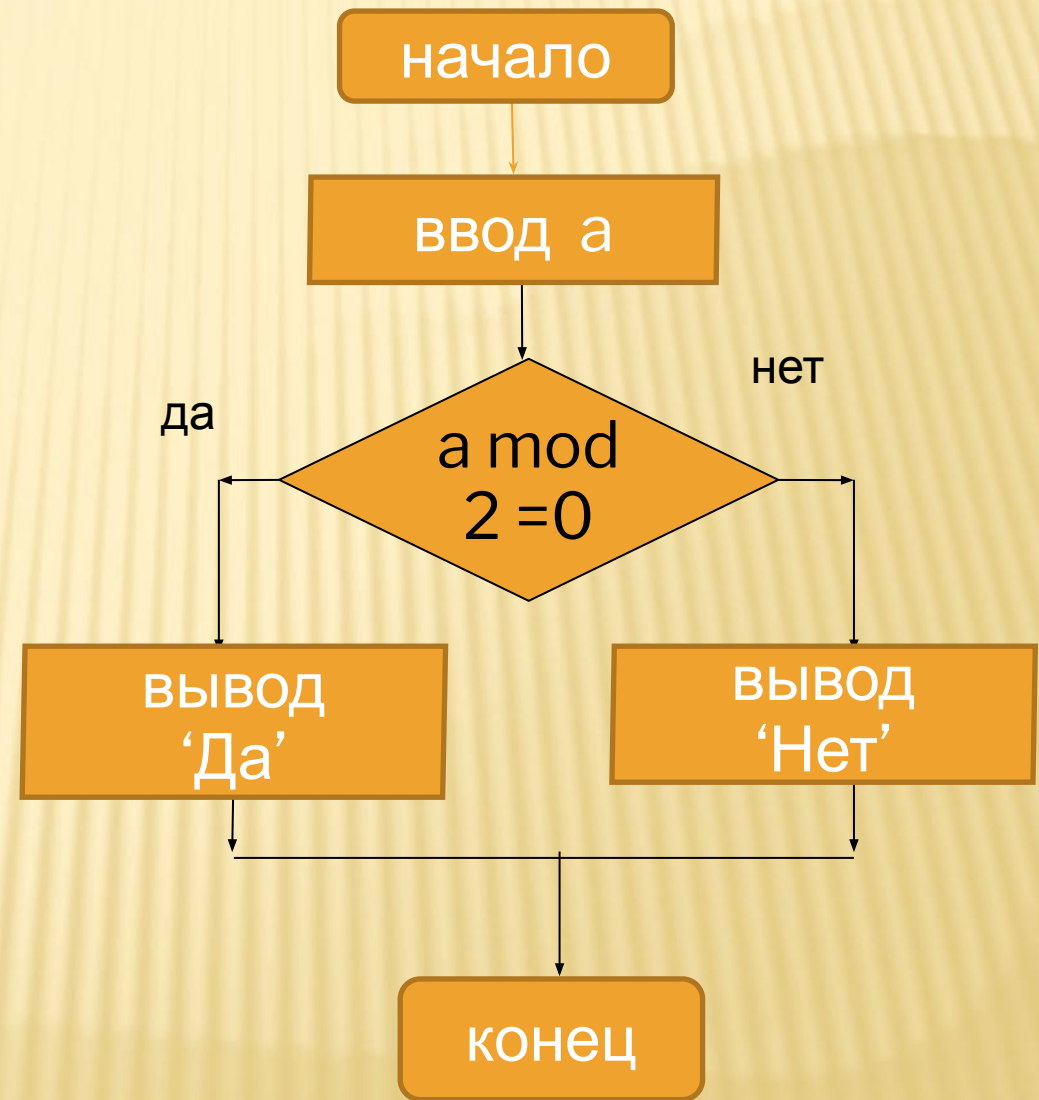 начало
ввод а
да
нет
a mod
2 =0
вывод
‘Да’
вывод
‘Нет’
конец